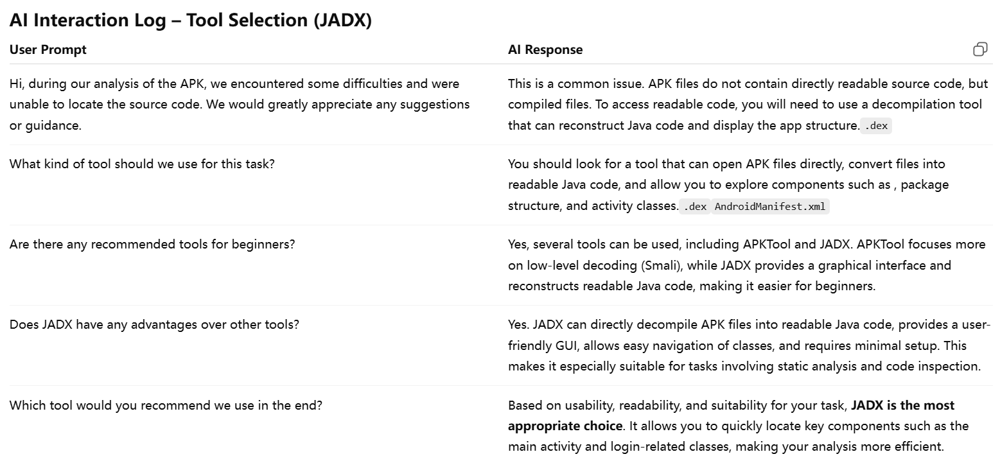 AI Interaction Log – Tool Selection (JADX)
User Prompt
AI Response
Hi, during our analysis of the APK, we encountered some difficulties and were
unable to locate the source code. We would greatly appreciate any suggestions
or guidance.
This is a common issue. APK files do not contain directly readable source code, but
compiled files. To access readable code, you will need to use a decompilation tool
that can reconstruct Java code and display the app structure. .dex
What kind of tool should we use for this task?
You should look for a tool that can open APK files directly, convert files into
readable Java code, and allow you to explore components such as , package
structure, and activity classes. .dex AndroidManifest.xml
Are there any recommended tools for beginners?
Yes, several tools can be used, including APKTool and JADX. APKTool focuses more
on low-level decoding (Smali), while JADX provides a graphical interface and
reconstructs readable Java code, making it easier for beginners.
Does JADX have any advantages over other tools?
Yes. JADX can directly decompile APK files into readable Java code, provides a user-
friendly GUI, allows easy navigation of classes, and requires minimal setup. This
makes it especially suitable for tasks involving static analysis and code inspection.
Which tool would you recommend we use in the end?
Based on usability, readability, and suitability for your task, JADX is the most
appropriate choice. It allows you to quickly locate key components such as the
main activity and login-related classes, making your analysis more efficient.